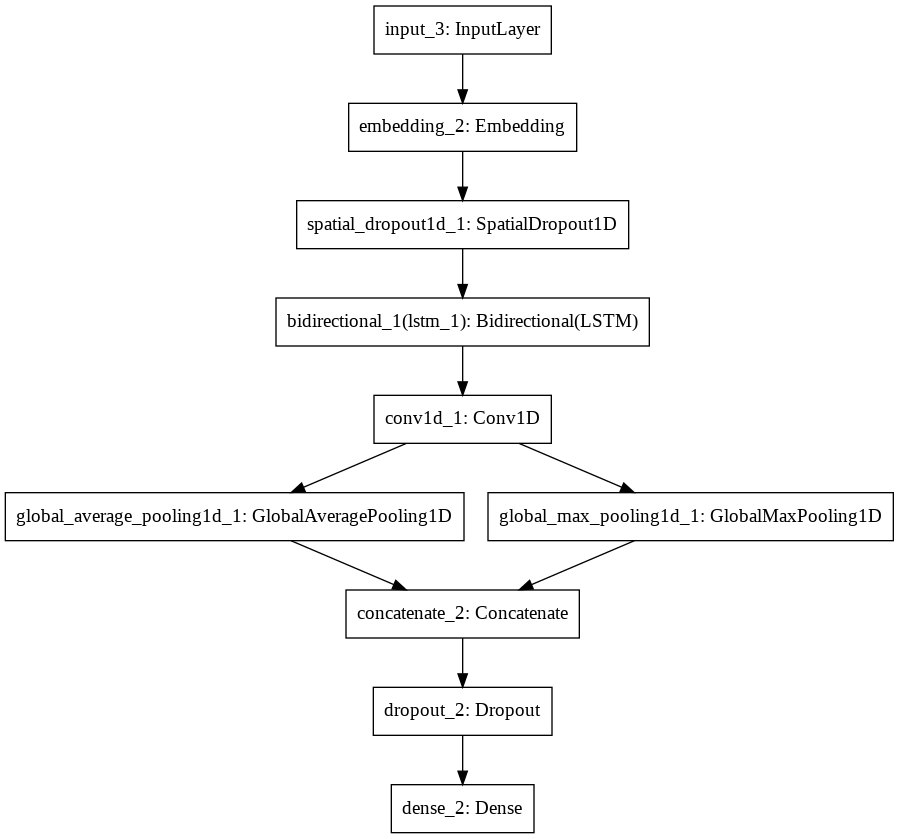 input_3: InputLayer
embedding_2: Embedding
spatial_dropout1d_1: SpatialDropout1D
bidirectional_1(lstm_1): Bidirectional(LSTM)
conv1d_1: Conv1D
global_average_pooling1d_1: GlobalAveragePooling1D
global_max_pooling1d_1: GlobalMaxPooling1D
concatenate_2: Concatenate
dropout_2: Dropout
dense_2: Dense